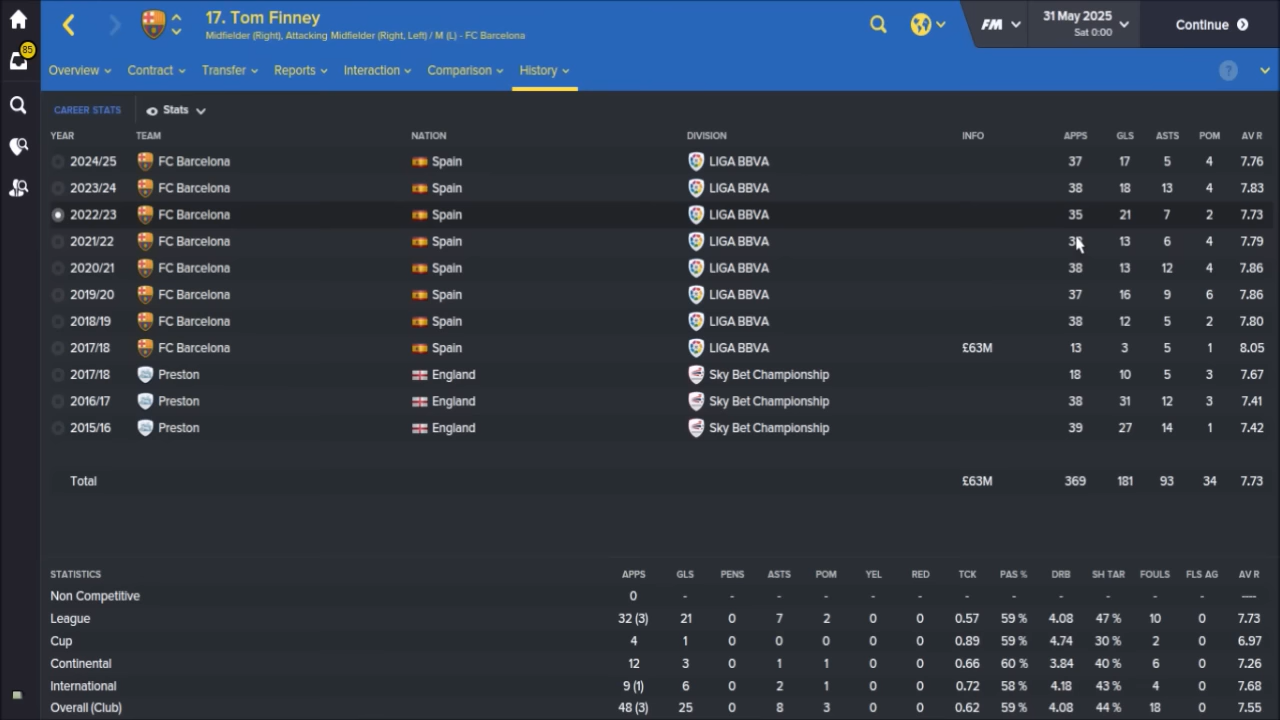 17. Tom Finney
Midfielder (Right), Attacking Midfielder (Right, Left) / M (L) - FC Barcelona
FM
31 May 2025
Sat 0:00
Continue
85
Overview Contract Transfer Reports Interaction Comparison History ?
CAREER STATS Stats
YEAR TEAM NATION DIVISION INFO APPS GLS ASTS POM AV R
2024/25 FC Barcelona Spain LIGA BBVA 37 17 5 4 7.76
2023/24 FC Barcelona Spain LIGA BBVA 38 18 13 4 7.83
2022/23 FC Barcelona Spain LIGA BBVA 35 21 7 2 7.73
2021/22 FC Barcelona Spain LIGA BBVA 13 6 4 7.79
2020/21 FC Barcelona Spain LIGA BBVA 38 13 12 4 7.86
2019/20 FC Barcelona Spain LIGA BBVA 37 16 9 6 7.86
2018/19 FC Barcelona Spain LIGA BBVA 38 12 5 2 7.80
2017/18 FC Barcelona Spain LIGA BBVA £63M 13 3 5 1 8.05
2017/18 Preston England Sky Bet Championship 18 10 5 3 7.67
2016/17 Preston England Sky Bet Championship 38 31 12 3 7.41
2015/16 Preston England Sky Bet Championship 39 27 14 1 7.42
Total £63M 369 181 93 34 7.73
STATISTICS APPS GLS PENS ASTS POM YEL RED TCK PAS % DRB SH TAR FOULS FLS AG AV R
Non Competitive 0 - - - - - - - - - - - - ----
League 32 (3) 21 0 7 2 0 0 0.57 59 % 4.08 47 % 10 0 7.73
Cup 4 1 0 0 0 0 0 0.89 59 % 4.74 30 % 2 0 6.97
Continental 12 3 0 1 1 0 0 0.66 60 % 3.84 40 % 6 0 7.26
International 9 (1) 6 0 2 1 0 0 0.72 58 % 4.18 43 % 4 0 7.68
Overall (Club) 48 (3) 25 0 8 3 0 0 0.62 59 % 4.08 44 % 18 0 7.55